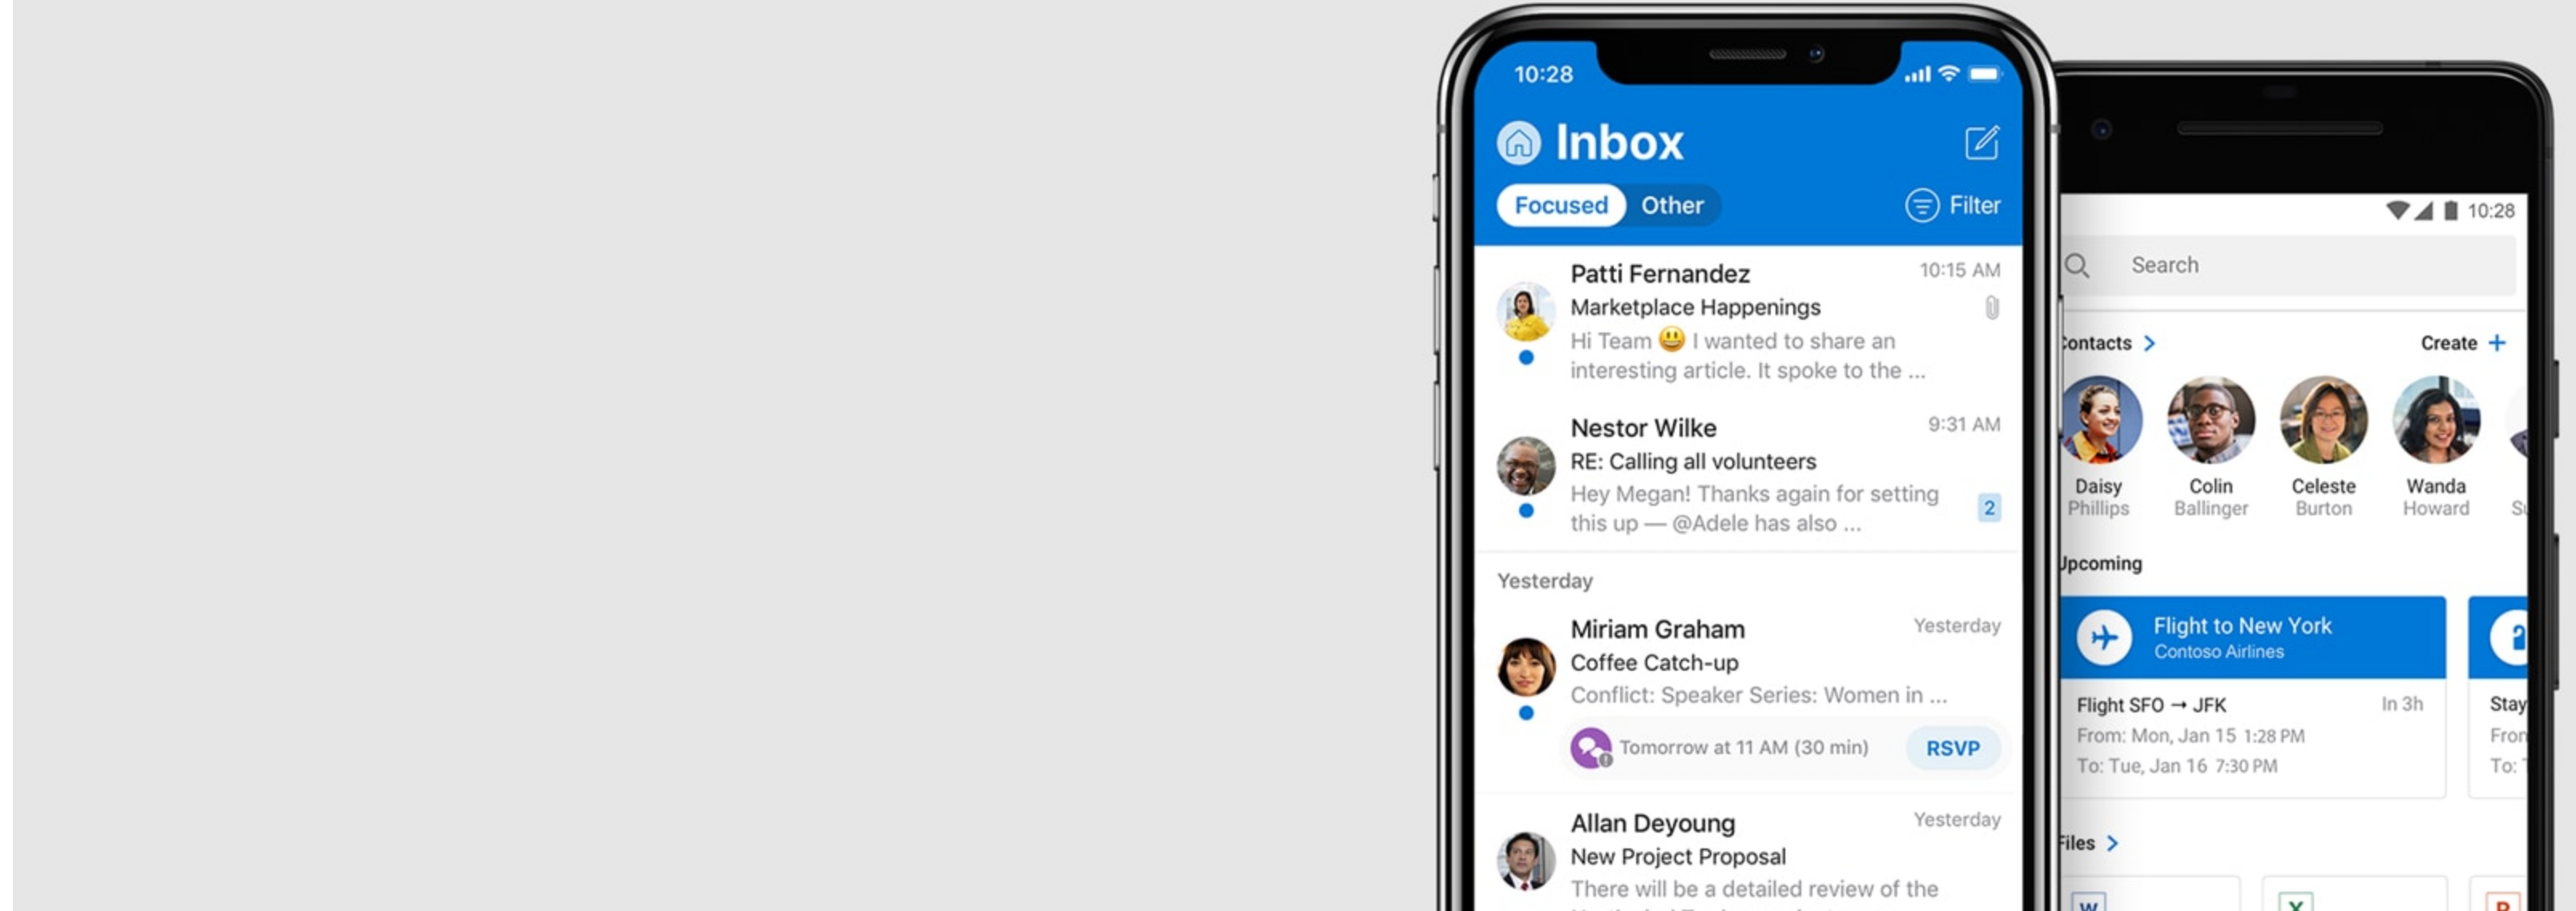 10:28
Inbox
Focused Other Filter
Patti Fernandez 10:15 AM
Marketplace Happenings
Hi Team 😃 I wanted to share an
interesting article. It spoke to the ...
Nestor Wilke 9:31 AM
RE: Calling all volunteers
Hey Megan! Thanks again for setting 2
this up — @Adele has also ...
Yesterday
Miriam Graham Yesterday
Coffee Catch-up
Conflict: Speaker Series: Women in ...
Tomorrow at 11 AM (30 min) RSVP
Allan Deyoung Yesterday
New Project Proposal
There will be a detailed review of the
10:28
Search
Contacts > Create +
Daisy Colin Celeste Wanda
Phillips Ballinger Burton Howard
Upcoming
Flight to New York
Contoso Airlines
Flight SFO → JFK In 3h Stay
From: Mon, Jan 15 1:28 PM
To: Tue, Jan 16 7:30 PM To:
Files >
W X P